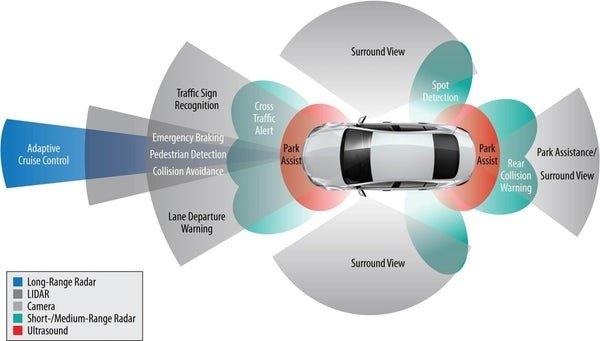 Surround View
Traffic Sign
Recognition
Spot
Detection
Cross
Traffic
Alert
Emergency Braking
Adaptive
Cruise Control
Pedestrian Detection
Collision Avoidance
Park
Assist
Park
Assist
Rear
Collision
Warning
Park Assistance/
Surround View
Lane Departure
Warning
Surround View
Long-Range Radar
LIDAR
Camera
Short-/Medium-Range Radar
Ultrasound